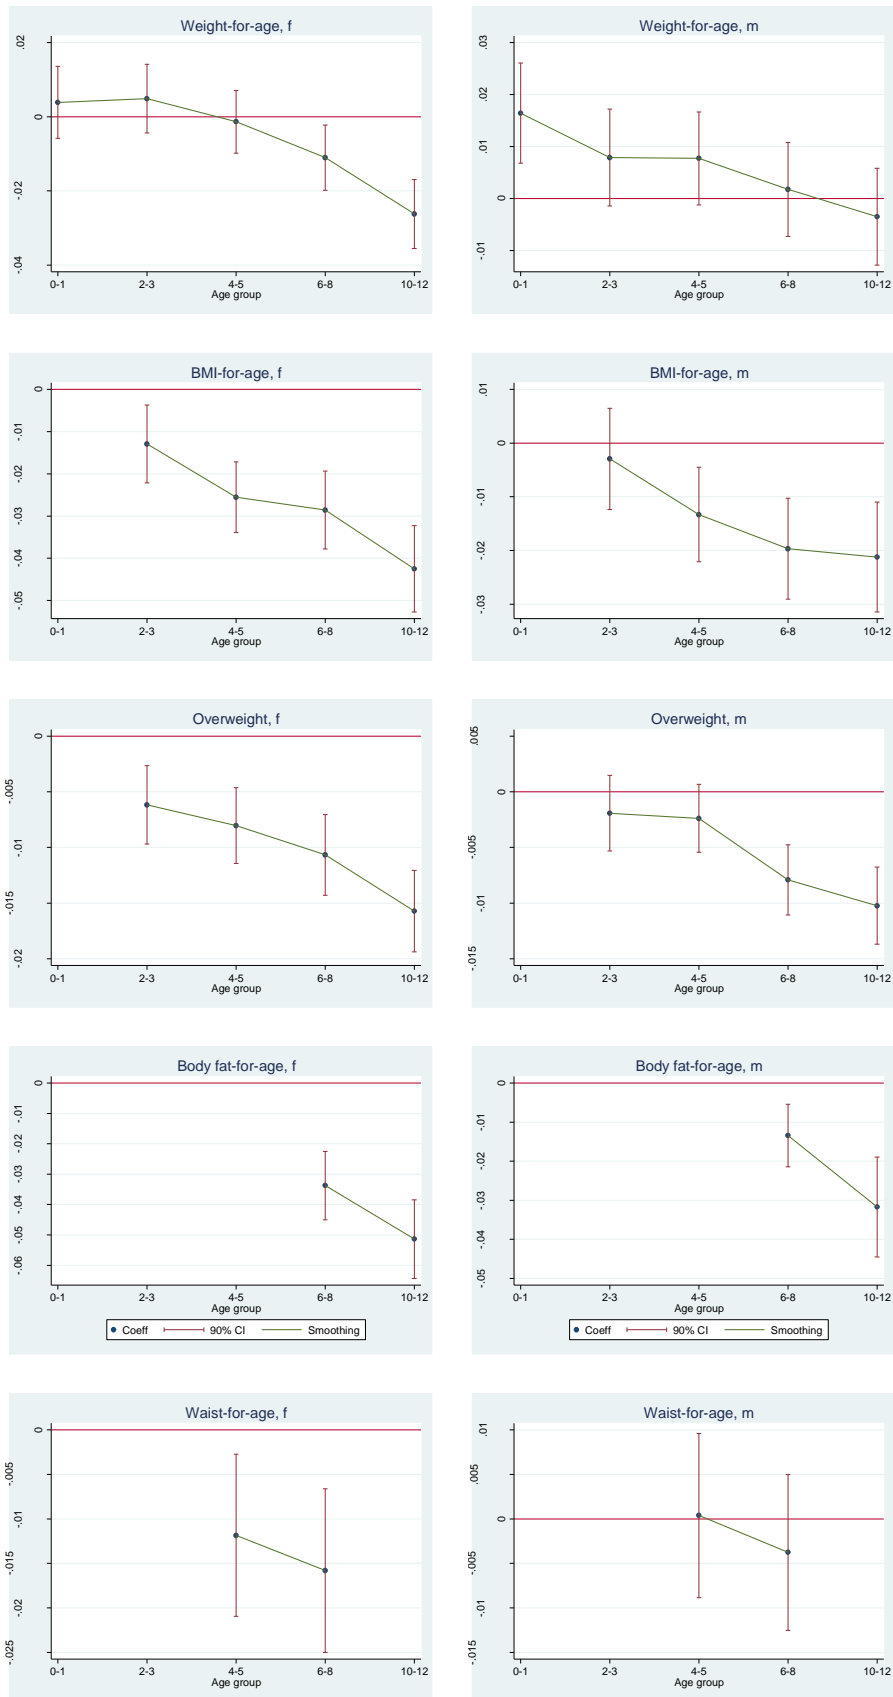 Weight-for-age, f
.02
0
-.02
-.04
0-1 2-3 4-5 6-8 10-12
Age group
Weight-for-age, m
.03
.02
.01
0
-.01
0-1 2-3 4-5 6-8 10-12
Age group
BMI-for-age, f
0
-.01
-.02
-.03
-.04
-.05
0-1 2-3 4-5 6-8 10-12
Age group
BMI-for-age, m
.01
0
-.01
-.02
-.03
0-1 2-3 4-5 6-8 10-12
Age group
Overweight, f
0
-.005
-.01
-.015
-.02
0-1 2-3 4-5 6-8 10-12
Age group
Overweight, m
.005
0
-.005
-.01
-.015
0-1 2-3 4-5 6-8 10-12
Age group
Body fat-for-age, f
0
-.01
-.02
-.03
-.04
-.05
-.06
0-1 2-3 4-5 6-8 10-12
Age group
Coeff 90% CI Smoothing
Body fat-for-age, m
0
-.01
-.02
-.03
-.04
-.05
0-1 2-3 4-5 6-8 10-12
Age group
Coeff 90% CI Smoothing
Waist-for-age, f
0
-.005
-.01
-.015
-.02
-.025
0-1 2-3 4-5 6-8 10-12
Age group
Waist-for-age, m
.01
.005
0
-.005
-.01
-.015
0-1 2-3 4-5 6-8 10-12
Age group